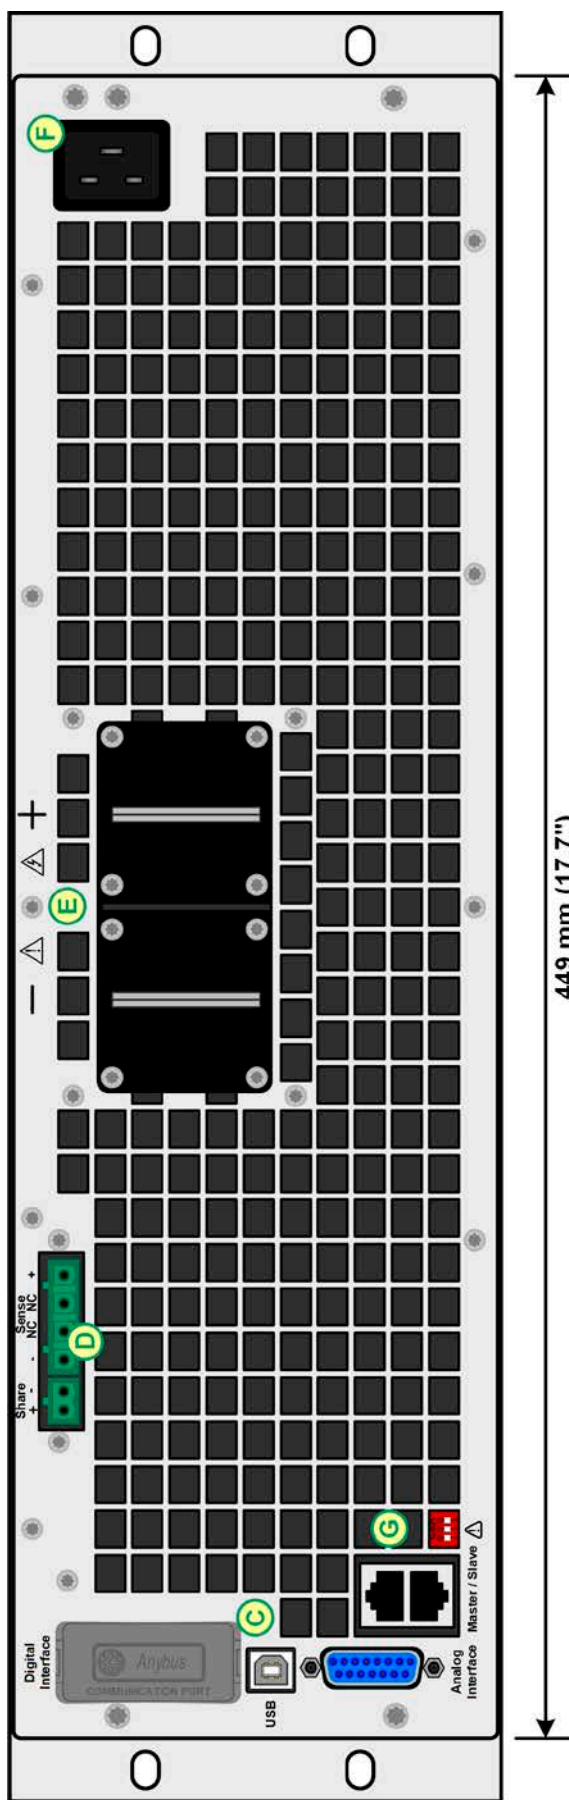 Digital
Interface
Anybus
COMMUNICATION PORT
C
USB
Share
+ -
Sense
- NC NC +
D
− +
E
F
G
Analog
Interface
Master / Slave
449 mm (17.7")